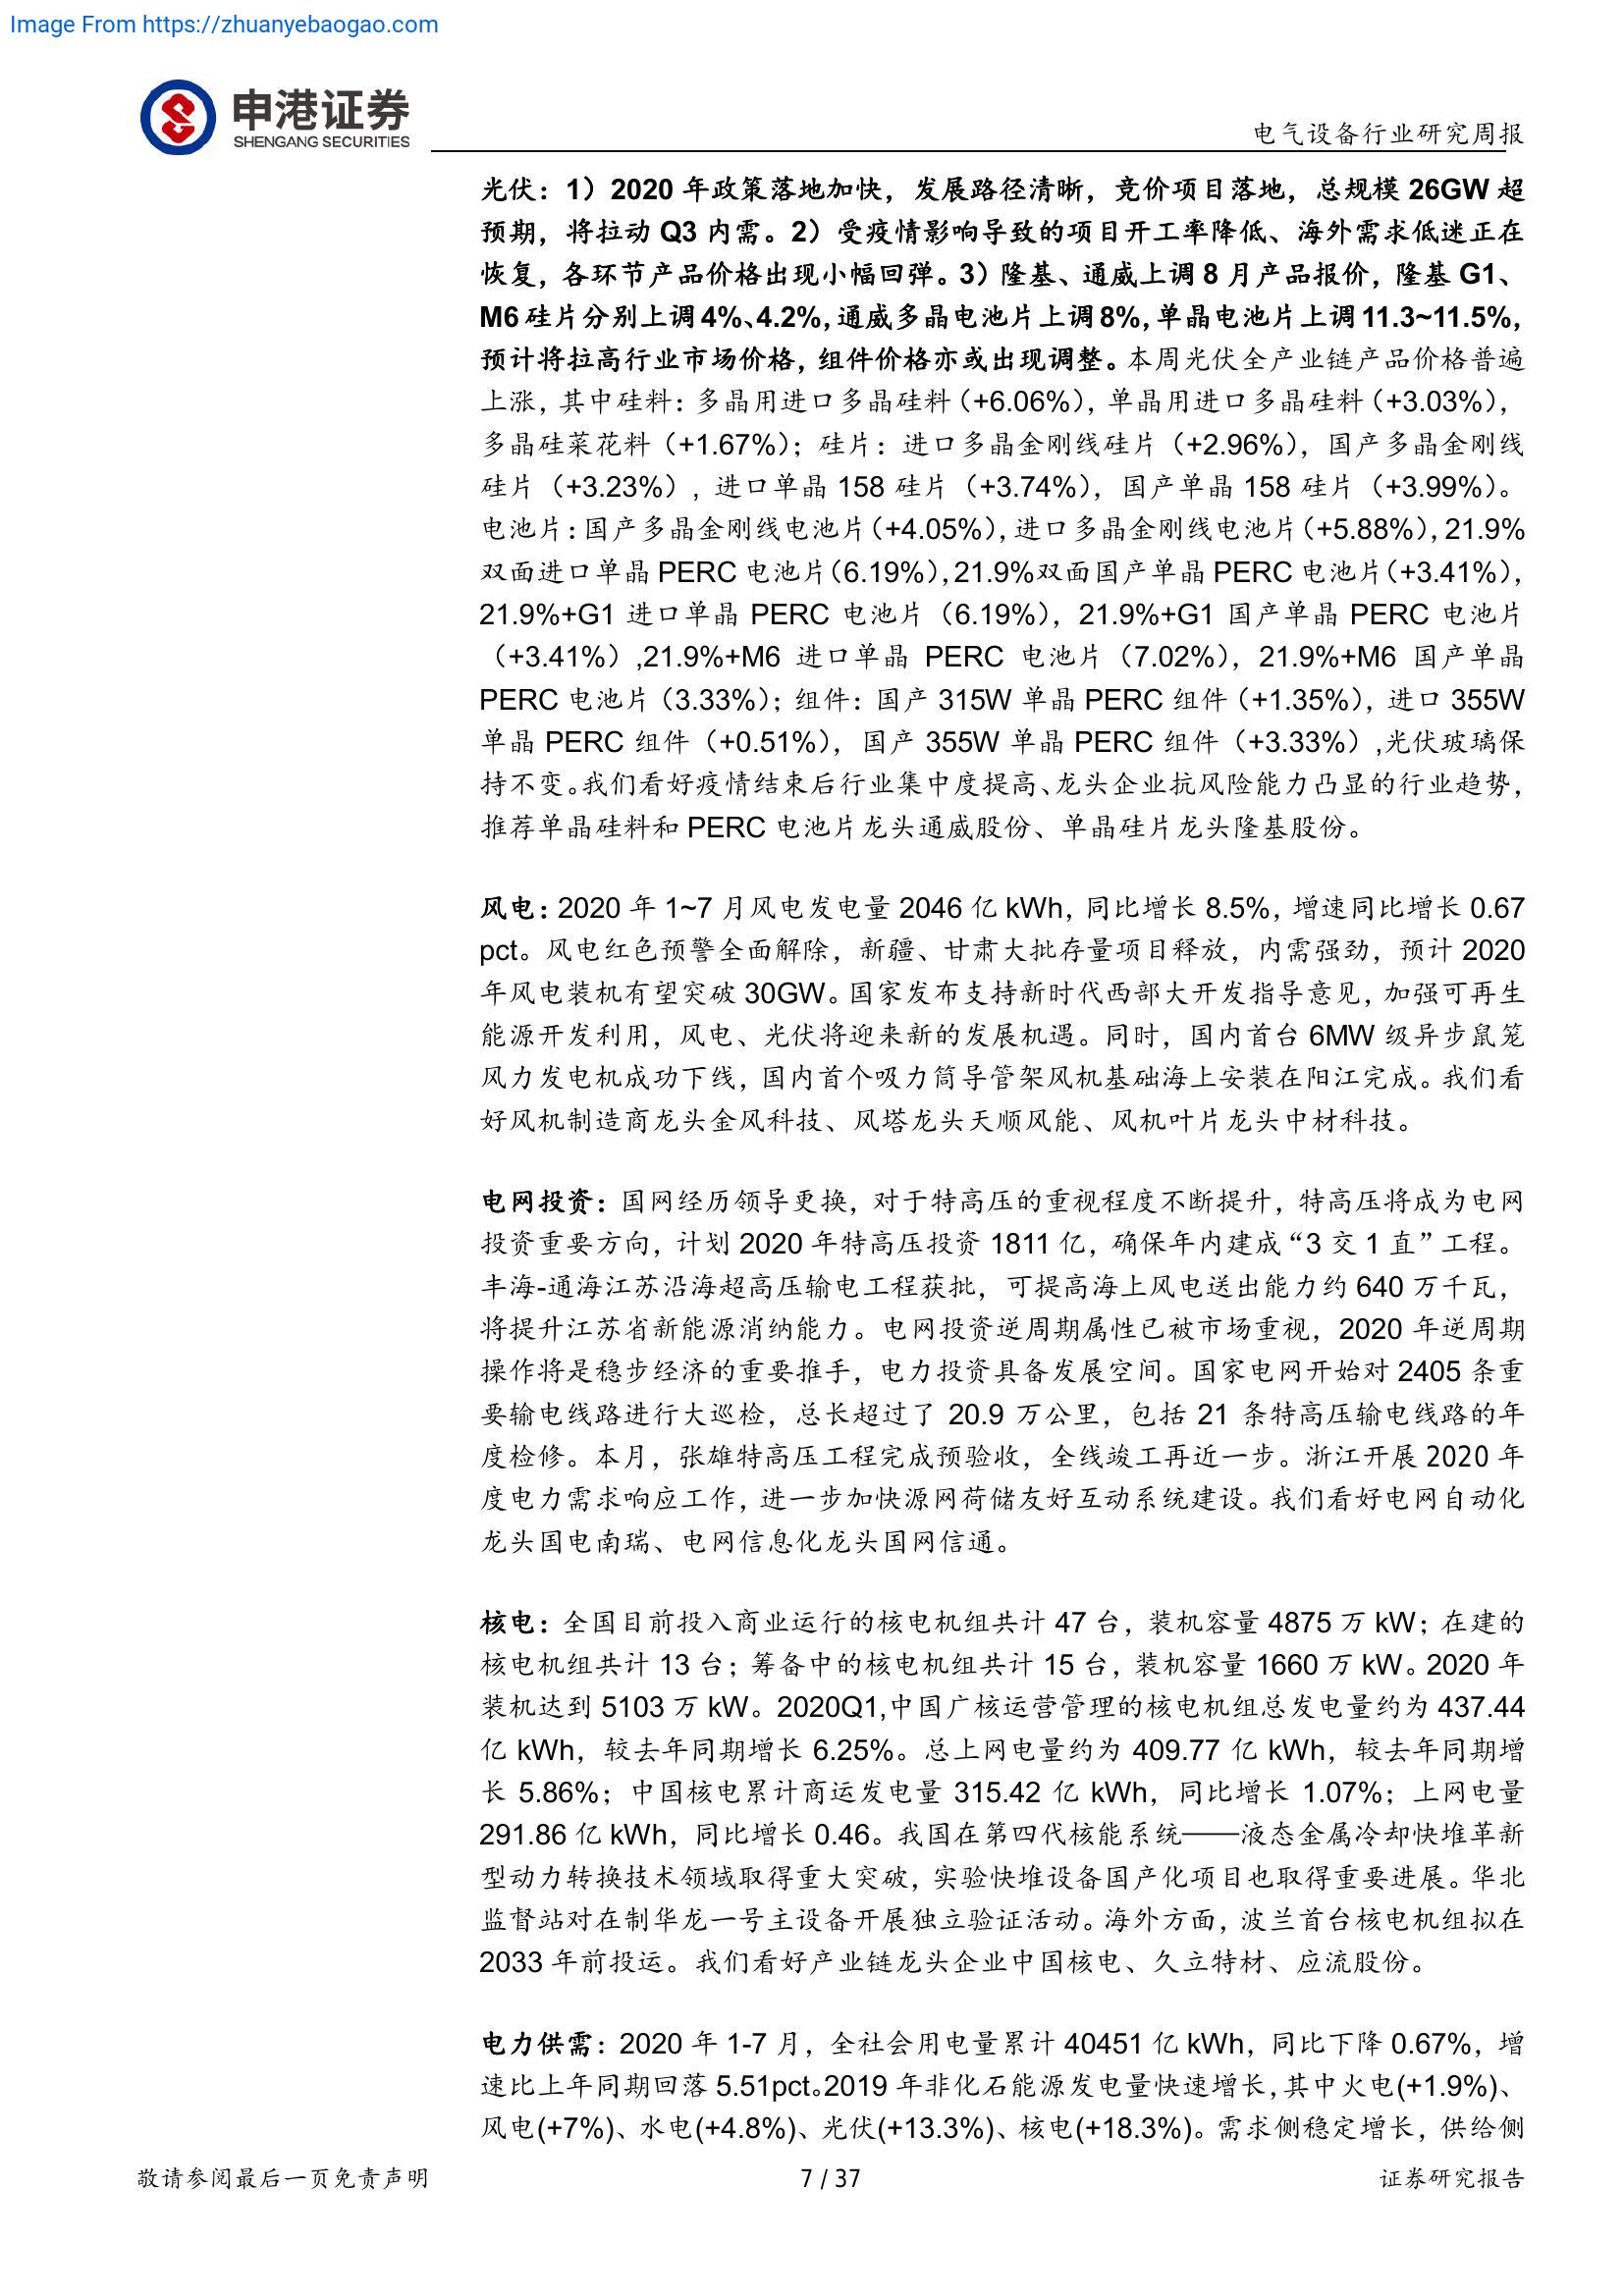 Image From https://zhuanyebaogao.com
申港证券
SHENGANG SECURITIES
电气设备行业研究周报
光伏：1）2020 年政策落地加快，发展路径清晰，竞价项目落地，总规模 26GW 超
预期，将拉动 Q3 内需。2）受疫情影响导致的项目开工率降低、海外需求低迷正在
恢复，各环节产品价格出现小幅回弹。3）隆基、通威上调 8 月产品报价，隆基 G1、
M6 硅片分别上调 4%、4.2%，通威多晶电池片上调 8%，单晶电池片上调 11.3~11.5%，
预计将拉高行业市场价格，组件价格亦或出现调整。本周光伏全产业链产品价格普遍
上涨，其中硅料：多晶用进口多晶硅料（+6.06%），单晶用进口多晶硅料（+3.03%），
多晶硅菜花料（+1.67%）；硅片：进口多晶金刚线硅片（+2.96%），国产多晶金刚线
硅片（+3.23%）, 进口单晶 158 硅片（+3.74%），国产单晶 158 硅片（+3.99%）。
电池片：国产多晶金刚线电池片（+4.05%），进口多晶金刚线电池片（+5.88%），21.9%
双面进口单晶 PERC 电池片（6.19%），21.9%双面国产单晶 PERC 电池片（+3.41%），
21.9%+G1 进口单晶 PERC 电池片（6.19%），21.9%+G1 国产单晶 PERC 电池片
（+3.41%）,21.9%+M6 进口单晶 PERC 电池片（7.02%），21.9%+M6 国产单晶
PERC 电池片（3.33%）；组件：国产 315W 单晶 PERC 组件（+1.35%），进口 355W
单晶 PERC 组件（+0.51%），国产 355W 单晶 PERC 组件（+3.33%）,光伏玻璃保
持不变。我们看好疫情结束后行业集中度提高、龙头企业抗风险能力凸显的行业趋势，
推荐单晶硅料和 PERC 电池片龙头通威股份、单晶硅片龙头隆基股份。
风电：2020 年 1~7 月风电发电量 2046 亿 kWh，同比增长 8.5%，增速同比增长 0.67
pct。风电红色预警全面解除，新疆、甘肃大批存量项目释放，内需强劲，预计 2020
年风电装机有望突破 30GW。国家发布支持新时代西部大开发指导意见，加强可再生
能源开发利用，风电、光伏将迎来新的发展机遇。同时，国内首台 6MW 级异步鼠笼
风力发电机成功下线，国内首个吸力筒导管架风机基础海上安装在阳江完成。我们看
好风机制造商龙头金风科技、风塔龙头天顺风能、风机叶片龙头中材科技。
电网投资：国网经历领导更换，对于特高压的重视程度不断提升，特高压将成为电网
投资重要方向，计划 2020 年特高压投资 1811 亿，确保年内建成“3 交 1 直”工程。
丰海-通海江苏沿海超高压输电工程获批，可提高海上风电送出能力约 640 万千瓦，
将提升江苏省新能源消纳能力。电网投资逆周期属性已被市场重视，2020 年逆周期
操作将是稳步经济的重要推手，电力投资具备发展空间。国家电网开始对 2405 条重
要输电线路进行大巡检，总长超过了 20.9 万公里，包括 21 条特高压输电线路的年
度检修。本月，张雄特高压工程完成预验收，全线竣工再近一步。浙江开展 2020 年
度电力需求响应工作，进一步加快源网荷储友好互动系统建设。我们看好电网自动化
龙头国电南瑞、电网信息化龙头国网信通。
核电：全国目前投入商业运行的核电机组共计 47 台，装机容量 4875 万 kW；在建的
核电机组共计 13 台；筹备中的核电机组共计 15 台，装机容量 1660 万 kW。2020 年
装机达到 5103 万 kW。2020Q1,中国广核运营管理的核电机组总发电量约为 437.44
亿 kWh，较去年同期增长 6.25%。总上网电量约为 409.77 亿 kWh，较去年同期增
长 5.86%；中国核电累计商运发电量 315.42 亿 kWh，同比增长 1.07%；上网电量
291.86 亿 kWh，同比增长 0.46。我国在第四代核能系统——液态金属冷却快堆革新
型动力转换技术领域取得重大突破，实验快堆设备国产化项目也取得重要进展。华北
监督站对在制华龙一号主设备开展独立验证活动。海外方面，波兰首台核电机组拟在
2033 年前投运。我们看好产业链龙头企业中国核电、久立特材、应流股份。
电力供需：2020 年 1-7 月，全社会用电量累计 40451 亿 kWh，同比下降 0.67%，增
速比上年同期回落 5.51pct。2019 年非化石能源发电量快速增长，其中火电(+1.9%)、
风电(+7%)、水电(+4.8%)、光伏(+13.3%)、核电(+18.3%)。需求侧稳定增长，供给侧
敬请参阅最后一页免责声明
7 / 37
证券研究报告